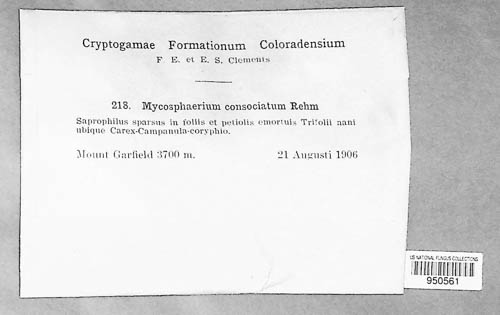 Cryptogamae Formationum Coloradensium
F. E. et E. S. Clements
218. Mycosphaerium consociatum Rehm
Saprophilus sparsus in foliis et petiolis emortuis Trifolii nani
ubique Carex-Campanula-coryphio.
Mount Garfield 3700 m. 21 Augusti 1906
US NATIONAL FUNGUS COLLECTIONS
950561